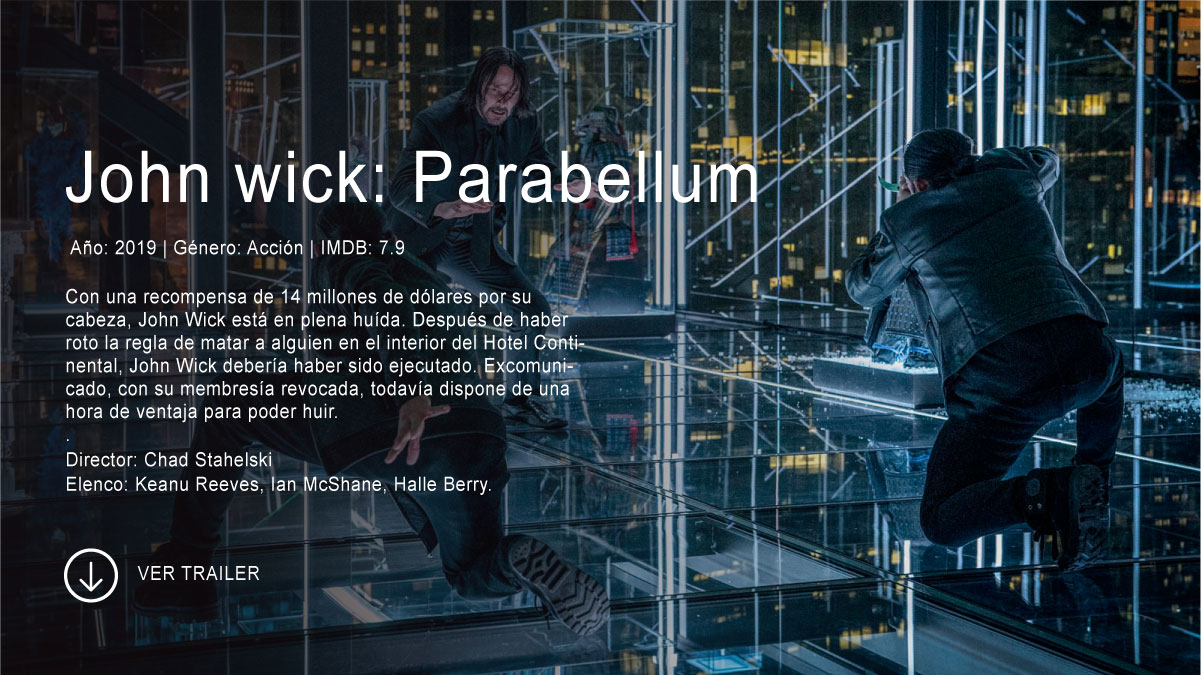 John wick: Parabellum
Año: 2019 | Género: Acción | IMDB: 7.9
Con una recompensa de 14 millones de dólares por su
cabeza, John Wick está en plena huída. Después de haber
roto la regla de matar a alguien en el interior del Hotel Conti-
nental, John Wick debería haber sido ejecutado. Excomuni-
cado, con su membresía revocada, todavía dispone de una
hora de ventaja para poder huir.
.
Director: Chad Stahelski
Elenco: Keanu Reeves, Ian McShane, Halle Berry.
VER TRAILER